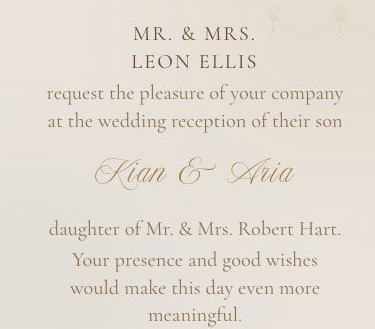 MR. & MRS.
LEON ELLIS
request the pleasure of your company
at the wedding reception of their son
Kian & Aria
daughter of Mr. & Mrs. Robert Hart.
Your presence and good wishes
would make this day even more
meaningful.